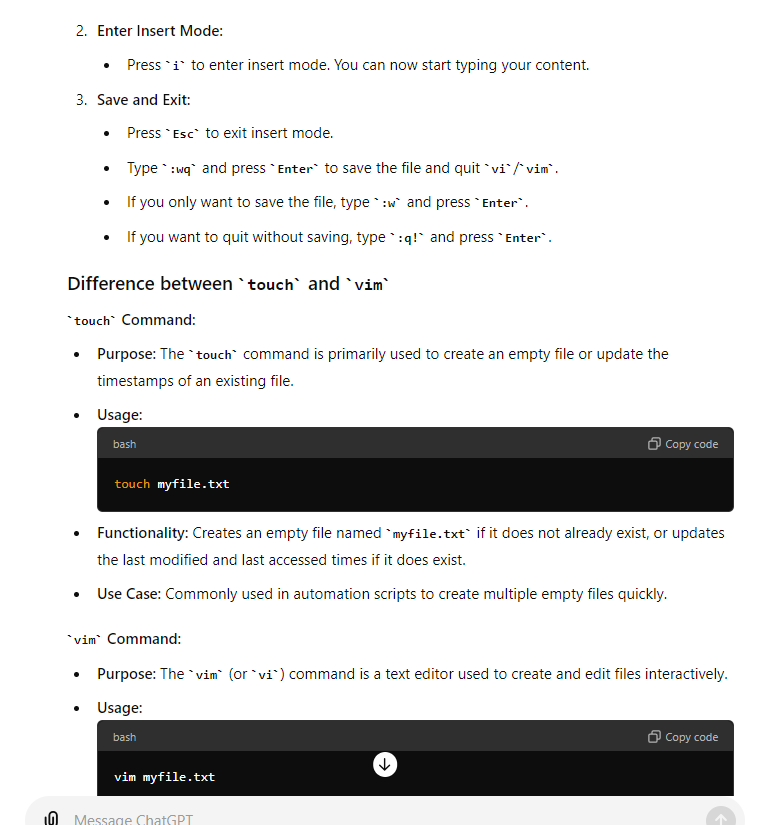 2. Enter Insert Mode:
• Press `i` to enter insert mode. You can now start typing your content.
3. Save and Exit:
• Press `Esc` to exit insert mode.
• Type `:wq` and press `Enter` to save the file and quit `vi`/`vim`.
• If you only want to save the file, type `:w` and press `Enter`.
• If you want to quit without saving, type `:q!` and press `Enter`.
Difference between `touch` and `vim`
`touch` Command:
• Purpose: The `touch` command is primarily used to create an empty file or update the
timestamps of an existing file.
• Usage:
bash Copy code
touch myfile.txt
• Functionality: Creates an empty file named `myfile.txt` if it does not already exist, or updates
the last modified and last accessed times if it does exist.
• Use Case: Commonly used in automation scripts to create multiple empty files quickly.
`vim` Command:
• Purpose: The `vim` (or `vi`) command is a text editor used to create and edit files interactively.
• Usage:
bash Copy code
vim myfile.txt
Message ChatGPT